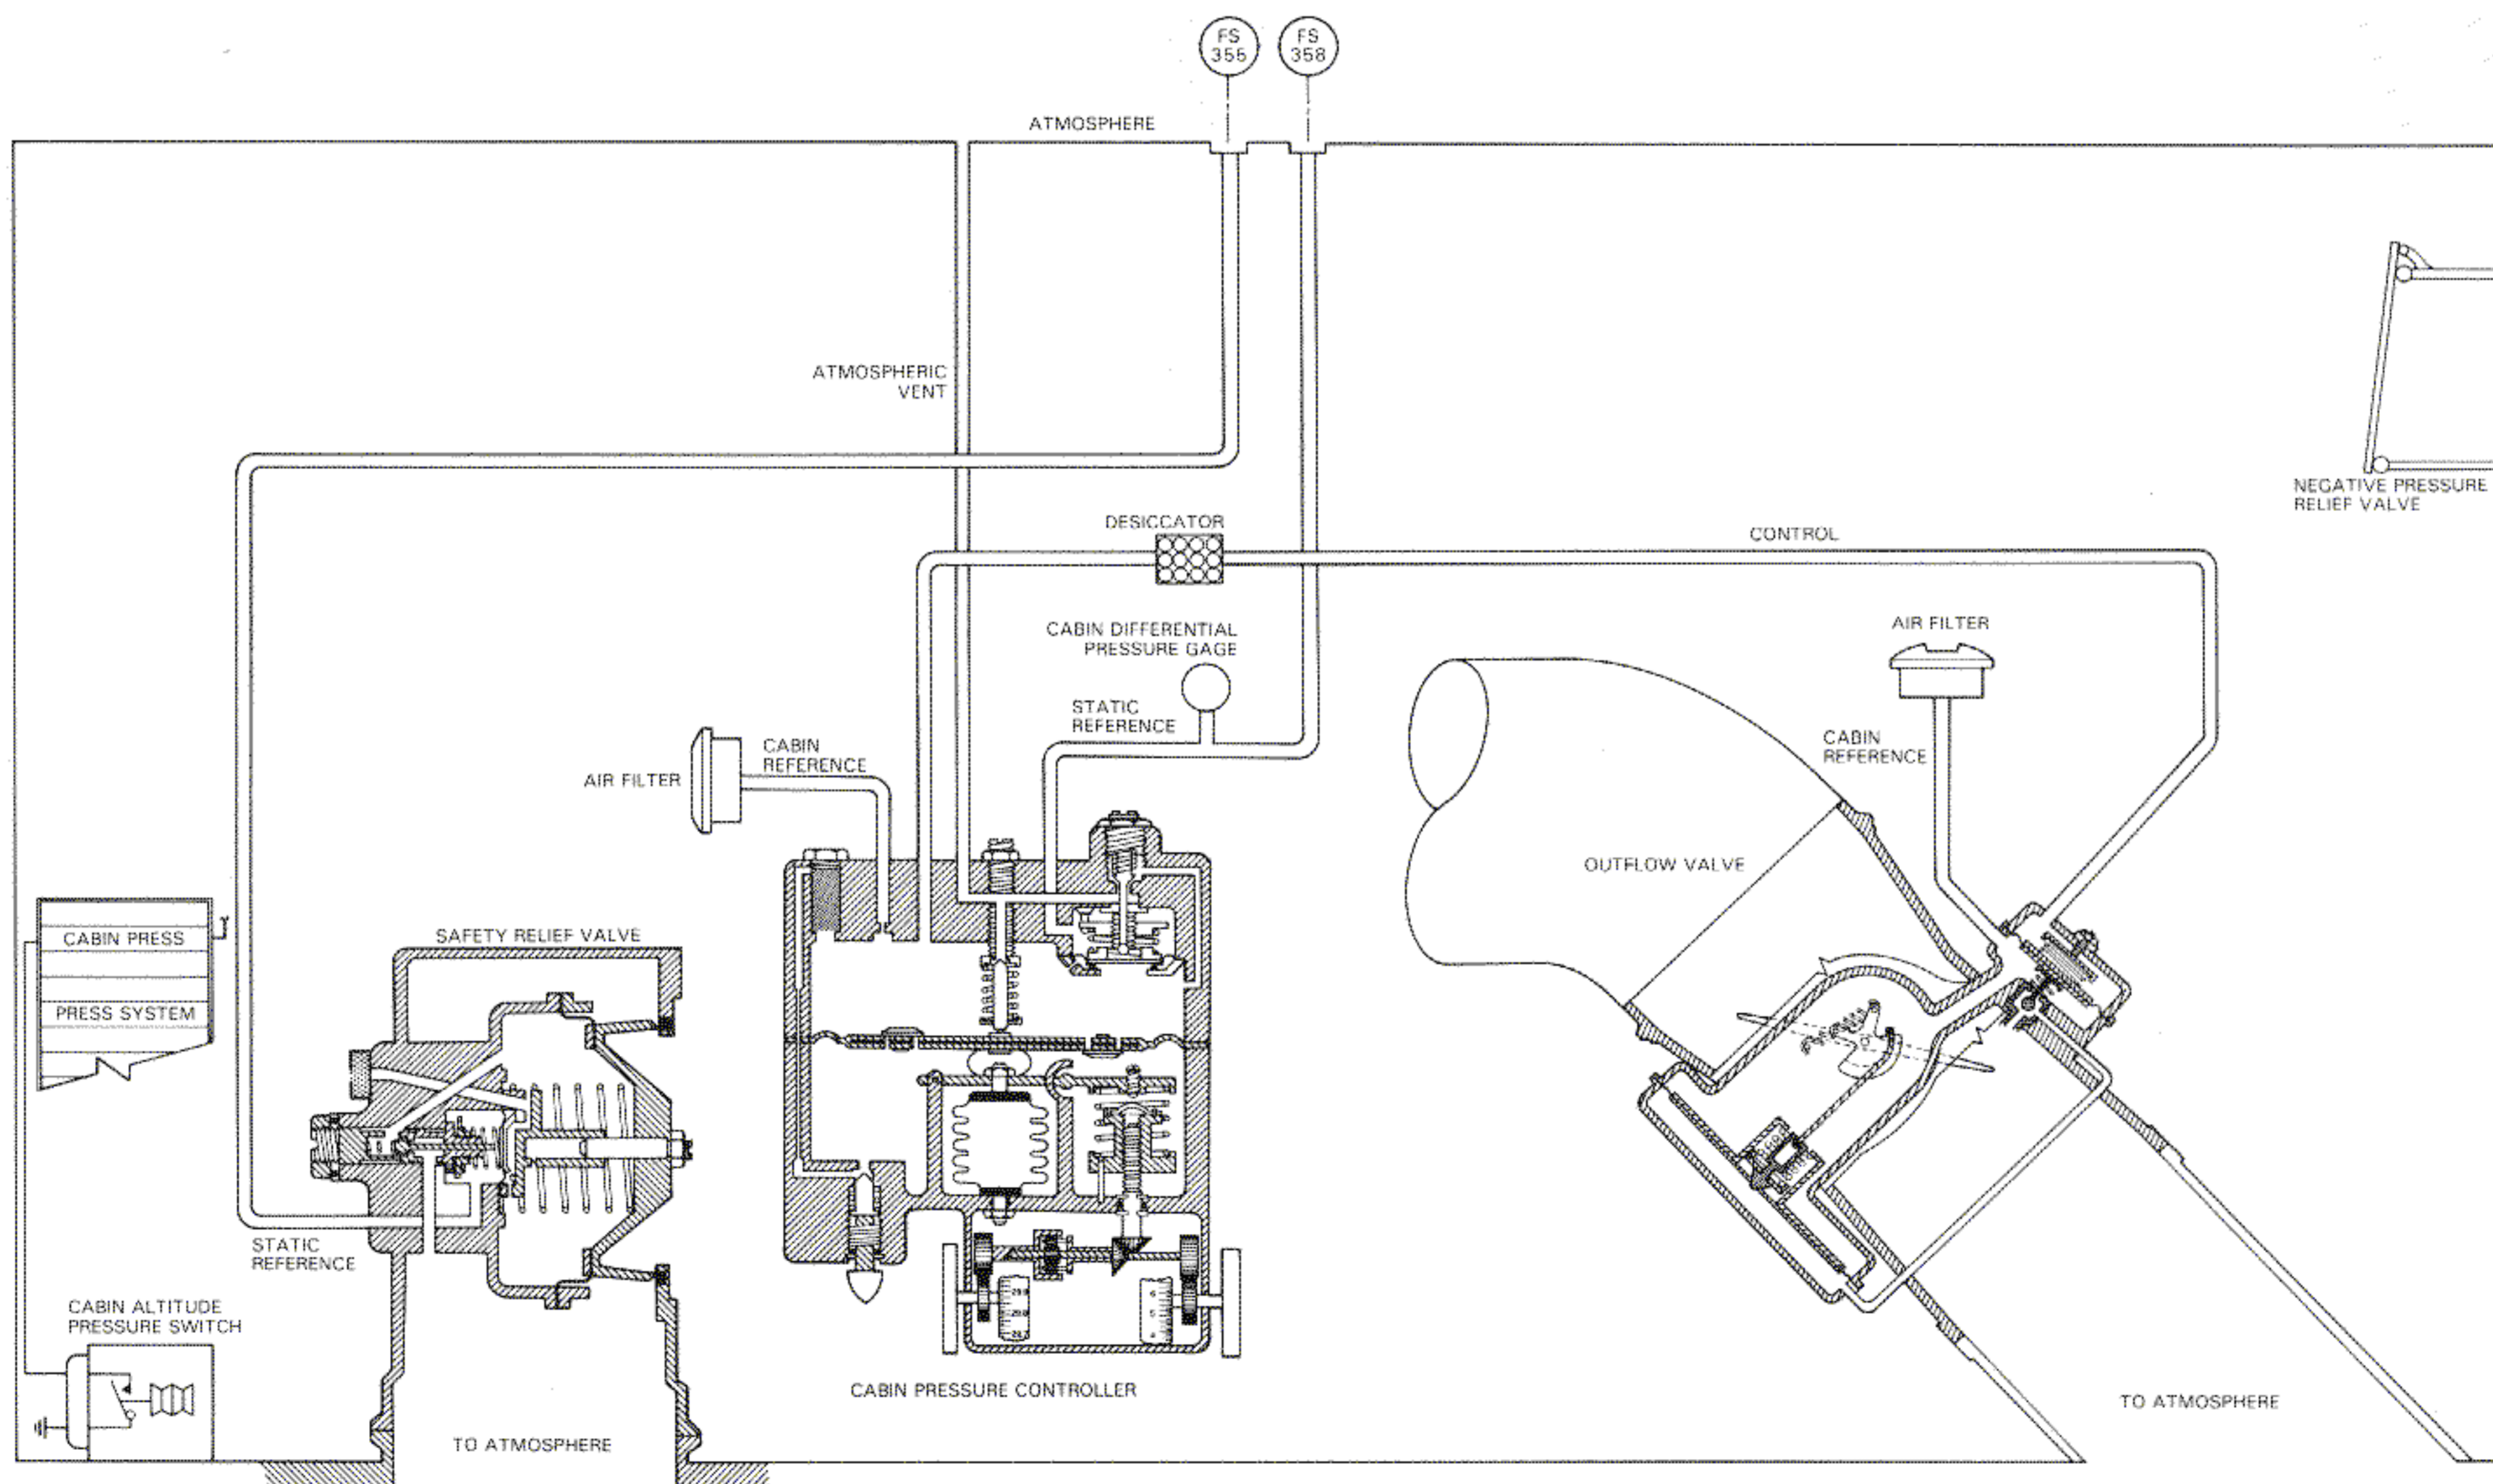 FS
355
FS
358
ATMOSPHERE
ATMOSPHERIC
VENT
NEGATIVE PRESSURE
RELIEF VALVE
DESICCATOR
CONTROL
CABIN DIFFERENTIAL
PRESSURE GAGE
AIR FILTER
STATIC
REFERENCE
CABIN
REFERENCE
AIR FILTER
CABIN
REFERENCE
OUTFLOW VALVE
CABIN PRESS
SAFETY RELIEF VALVE
PRESS SYSTEM
STATIC
REFERENCE
CABIN ALTITUDE
PRESSURE SWITCH
CABIN PRESSURE CONTROLLER
TO ATMOSPHERE
TO ATMOSPHERE